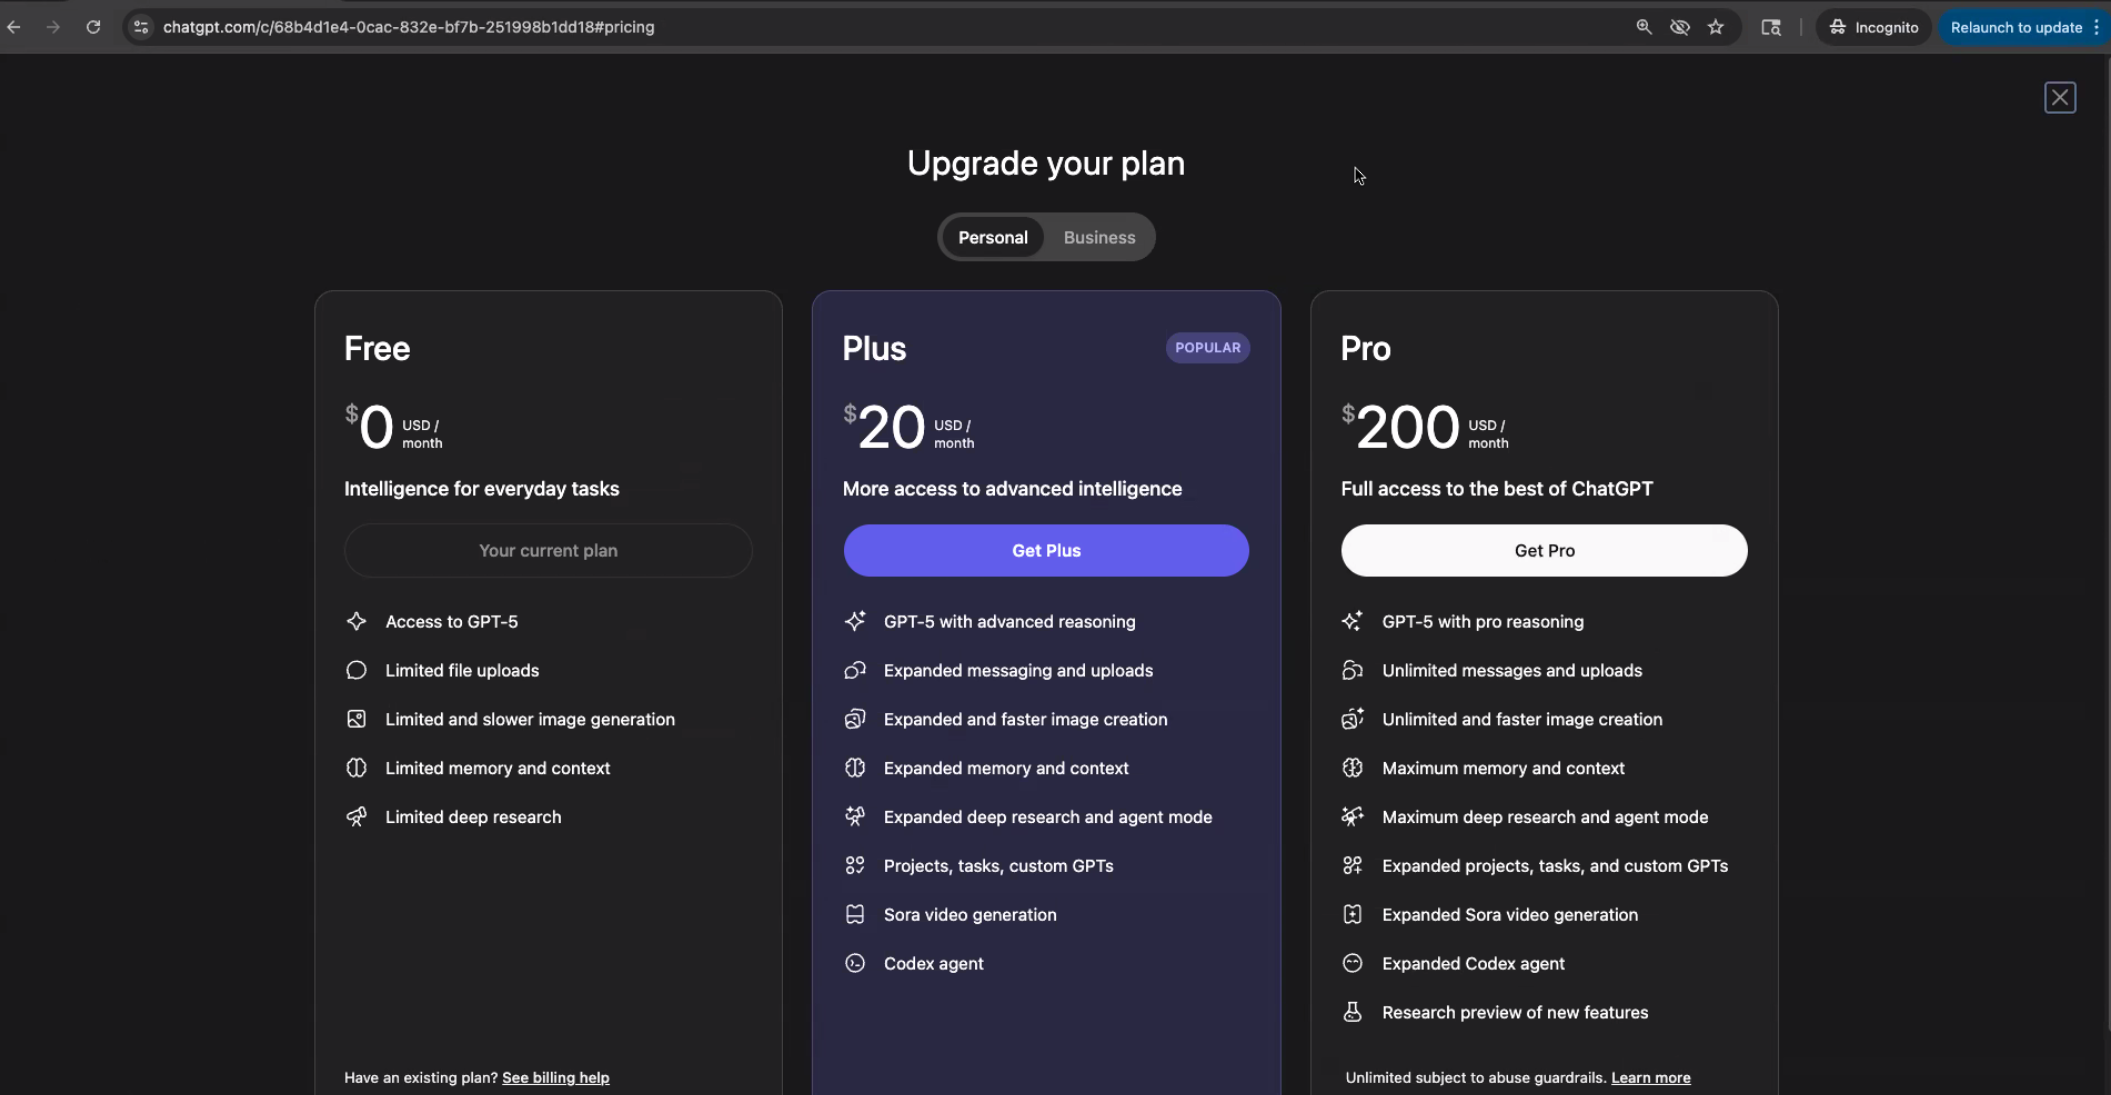 chatgpt.com/c/68b4d1e4-0cac-832e-bf7b-251998b1dd18#pricing
Incognito
Relaunch to update
Upgrade your plan
Personal
Business
Free
$0 USD /
month
Intelligence for everyday tasks
Your current plan
Access to GPT-5
Limited file uploads
Limited and slower image generation
Limited memory and context
Limited deep research
Have an existing plan? See billing help
Plus
POPULAR
$20 USD /
month
More access to advanced intelligence
Get Plus
GPT-5 with advanced reasoning
Expanded messaging and uploads
Expanded and faster image creation
Expanded memory and context
Expanded deep research and agent mode
Projects, tasks, custom GPTs
Sora video generation
Codex agent
Pro
$200 USD /
month
Full access to the best of ChatGPT
Get Pro
GPT-5 with pro reasoning
Unlimited messages and uploads
Unlimited and faster image creation
Maximum memory and context
Maximum deep research and agent mode
Expanded projects, tasks, and custom GPTs
Expanded Sora video generation
Expanded Codex agent
Research preview of new features
Unlimited subject to abuse guardrails. Learn more